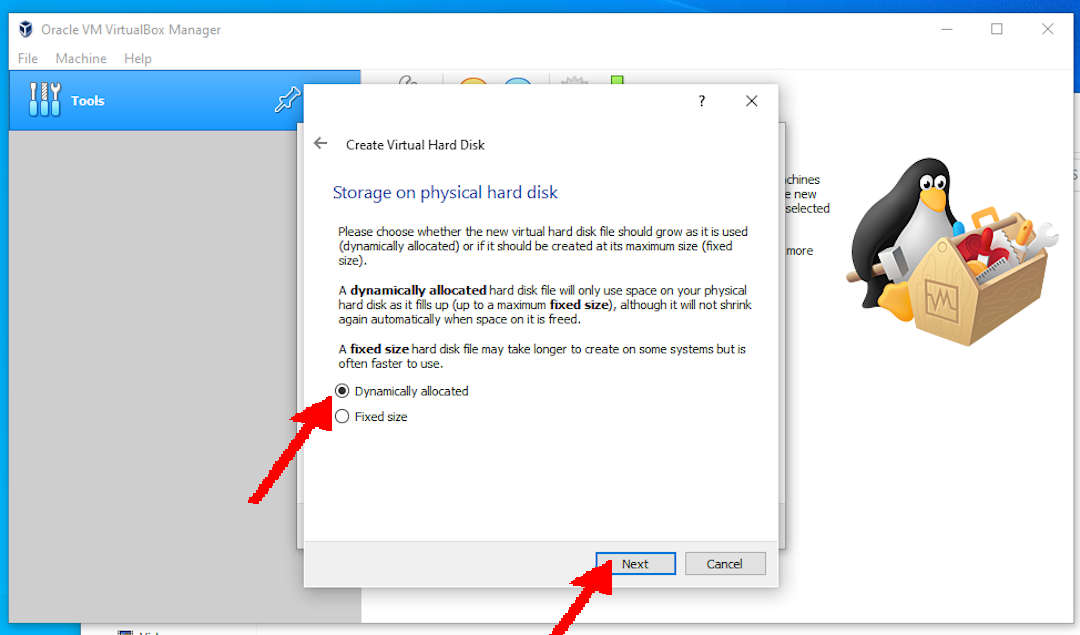 Oracle VM VirtualBox Manager
File Machine Help
Tools
?
Create Virtual Hard Disk
Storage on physical hard disk
Please choose whether the new virtual hard disk file should grow as it is used
(dynamically allocated) or if it should be created at its maximum size (fixed
size).
A dynamically allocated hard disk file will only use space on your physical
hard disk as it fills up (up to a maximum fixed size), although it will not shrink
again automatically when space on it is freed.
A fixed size hard disk file may take longer to create on some systems but is
often faster to use.
Dynamically allocated
Fixed size
Next Cancel
new
selected
more